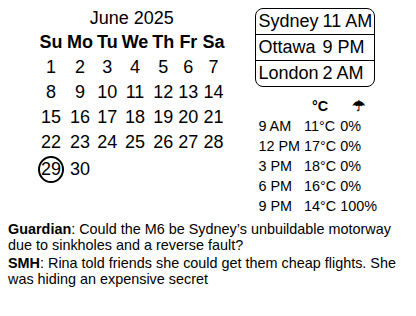 June 2025
Su Mo Tu We Th Fr Sa
1 2 3 4 5 6 7
8 9 10 11 12 13 14
15 16 17 18 19 20 21
22 23 24 25 26 27 28
29 30
Sydney 11 AM
Ottawa 9 PM
London 2 AM
°C ☂
9 AM 11°C 0%
12 PM 17°C 0%
3 PM 18°C 0%
6 PM 16°C 0%
9 PM 14°C 100%
Guardian: Could the M6 be Sydney’s unbuildable motorway
due to sinkholes and a reverse fault?
SMH: Rina told friends she could get them cheap flights. She
was hiding an expensive secret